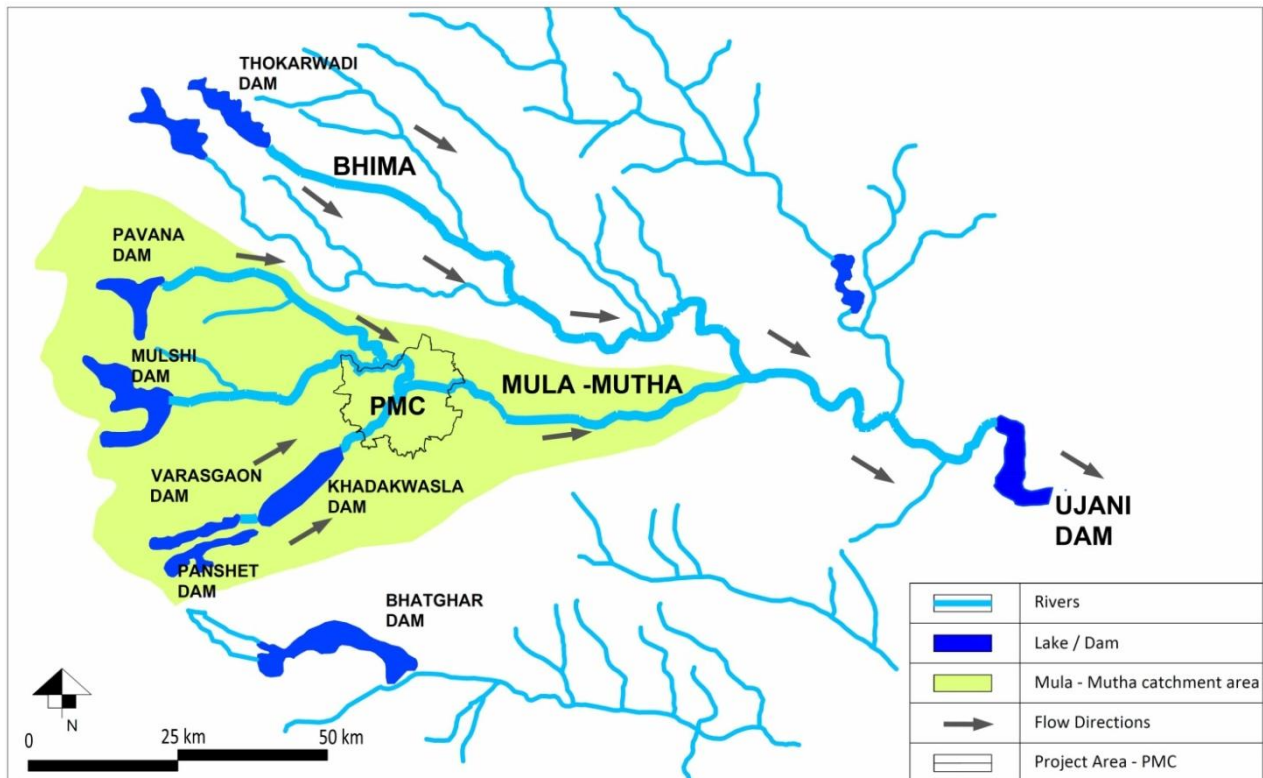 THOKARWADI
DAM
BHIMA
PAVANA
DAM
MULSHI
DAM
MULA -MUTHA
PMC
VARASGAON
DAM
KHADAKWASLA
DAM
PANSHET
DAM
UJANI
DAM
BHATGHAR
DAM
N
0 25 km 50 km
Rivers
Lake / Dam
Mula - Mutha catchment area
Flow Directions
Project Area - PMC